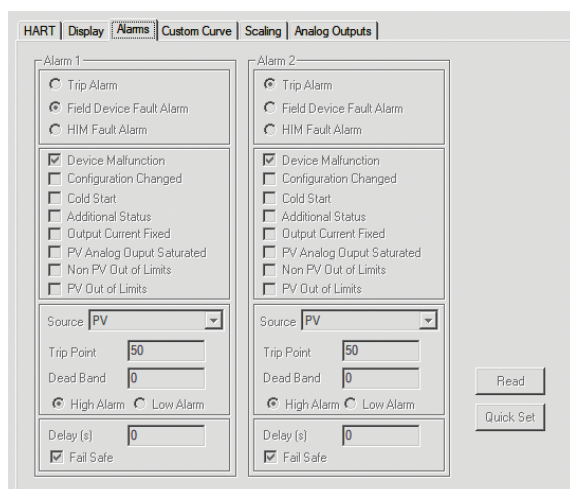 HART Display Alarms Custom Curve Scaling Analog Outputs
Alarm 1
Trip Alarm
Field Device Fault Alarm
HIM Fault Alarm
Device Malfunction
Configuration Changed
Cold Start
Additional Status
Output Current Fixed
PV Analog Ouput Saturated
Non PV Out of Limits
PV Out of Limits
Source PV
Trip Point 50
Dead Band 0
High Alarm Low Alarm
Delay (s) 0
Fail Safe
Alarm 2
Trip Alarm
Field Device Fault Alarm
HIM Fault Alarm
Device Malfunction
Configuration Changed
Cold Start
Additional Status
Output Current Fixed
PV Analog Ouput Saturated
Non PV Out of Limits
PV Out of Limits
Source PV
Trip Point 50
Dead Band 0
High Alarm Low Alarm
Delay (s) 0
Fail Safe
Read
Quick Set